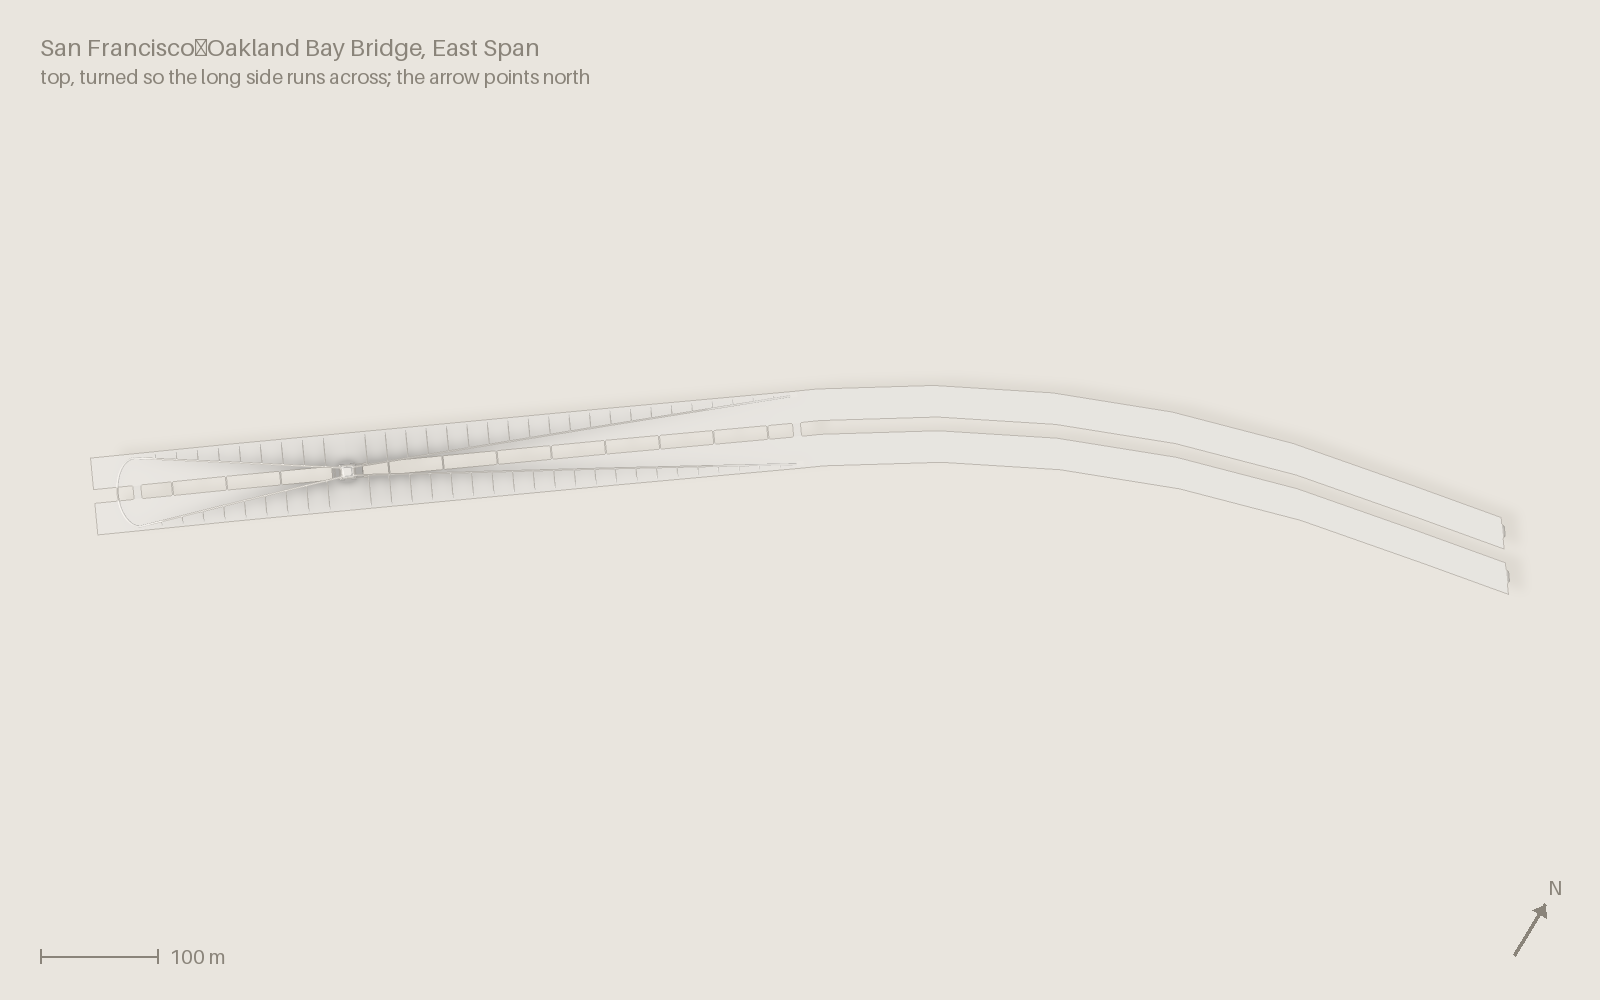 San Francisco�Oakland Bay Bridge, East Span
top, turned so the long side runs across; the arrow points north
N
100 m